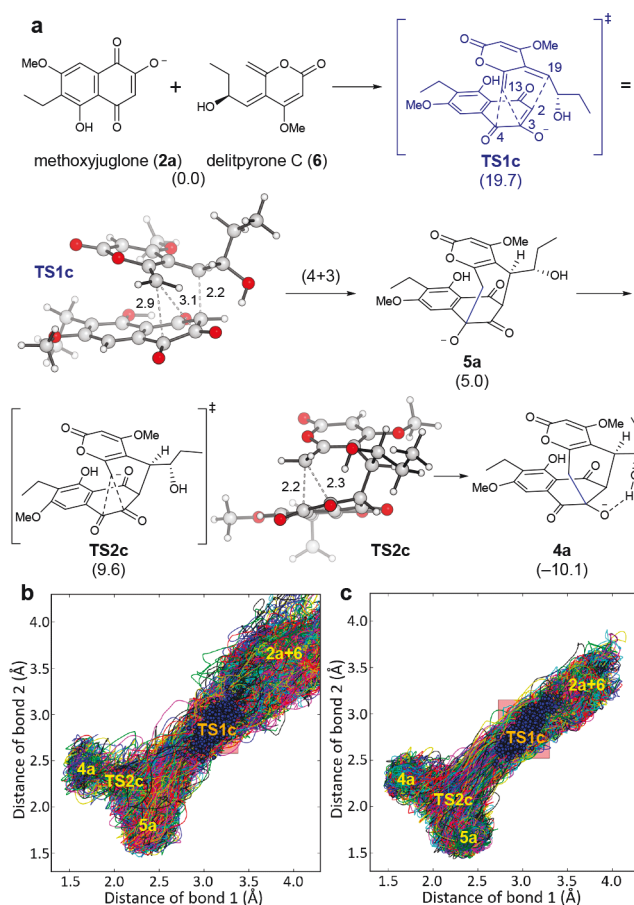 a
O
O⁻
MeO
O
OH
+
O
O
HO
OMe
methoxyjuglone (2a)
delitpyrone C (6)
(0.0)
‡
O
O
OMe
19
OH
O
13
2
MeO
O
4
3
O⁻
OH
TS1c
(19.7)
=
TS1c
2.9
3.1
2.2
(4+3)
O
O
OMe
H
OH
O
OH
MeO
⁻O
O
5a
(5.0)
‡
O
O
OMe
H
OH
O
OH
MeO
O
O
TS2c
(9.6)
2.2
2.3
TS2c
O
O
OMe
H
OH
O
MeO
O
O⁻
H
4a
(–10.1)
b
Distance of bond 2 (Å)
4.0
3.5
3.0
2.5
2.0
1.5
2a+6
TS1c
4a
TS2c
5a
1.5 2.0 2.5 3.0 3.5 4.0
Distance of bond 1 (Å)
c
Distance of bond 2 (Å)
4.0
3.5
3.0
2.5
2.0
1.5
2a+6
TS1c
4a
TS2c
5a
1.5 2.0 2.5 3.0 3.5 4.0
Distance of bond 1 (Å)